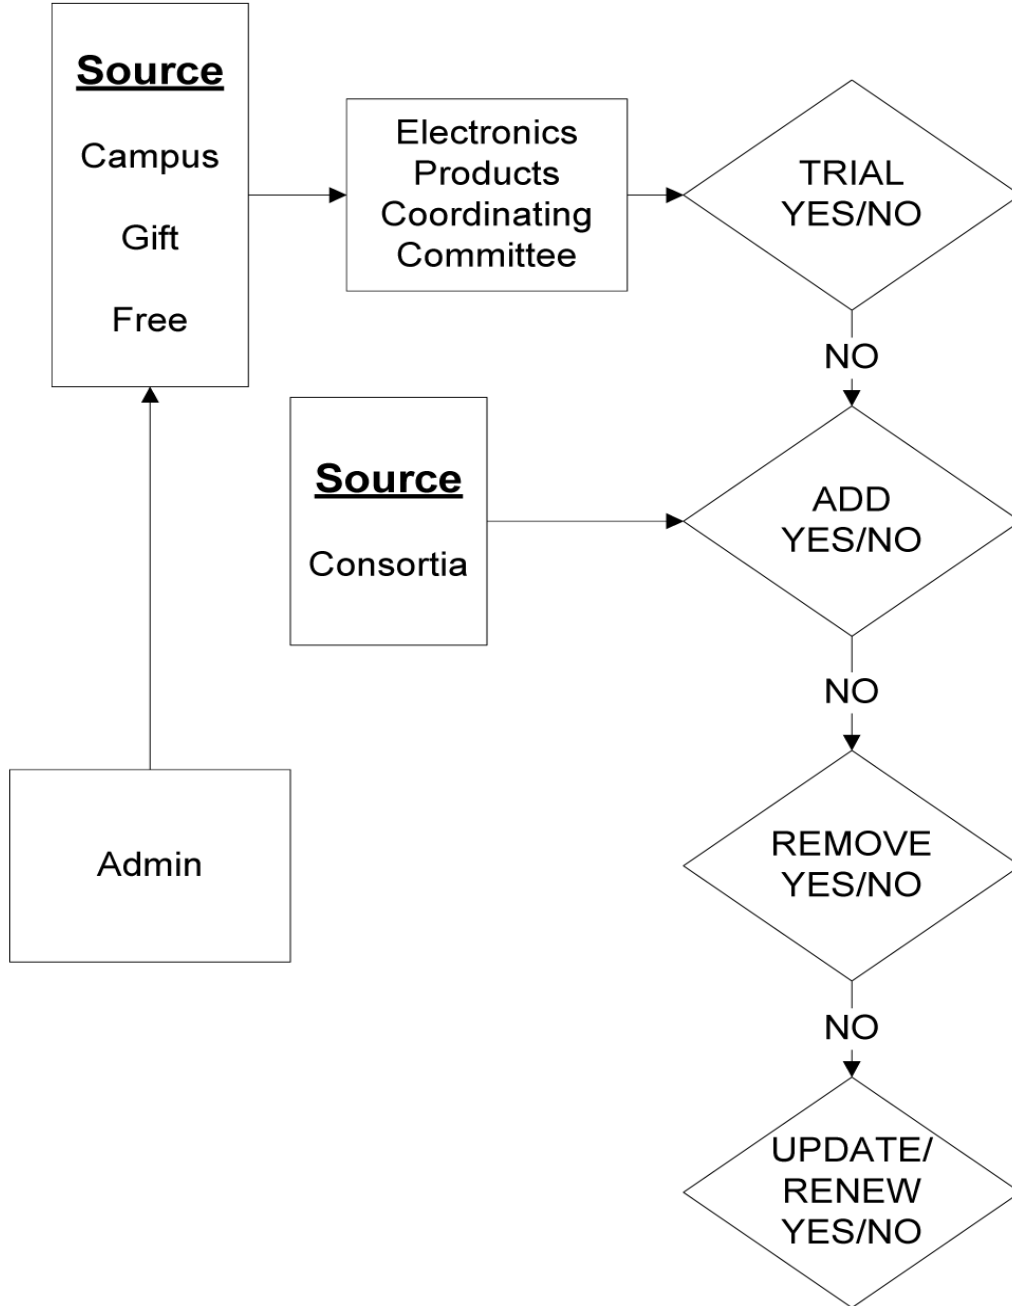 Source
Campus
Gift
Free
Electronics
Products
Coordinating
Committee
TRIAL
YES/NO
NO
Source
Consortia
ADD
YES/NO
NO
Admin
REMOVE
YES/NO
NO
UPDATE/
RENEW
YES/NO